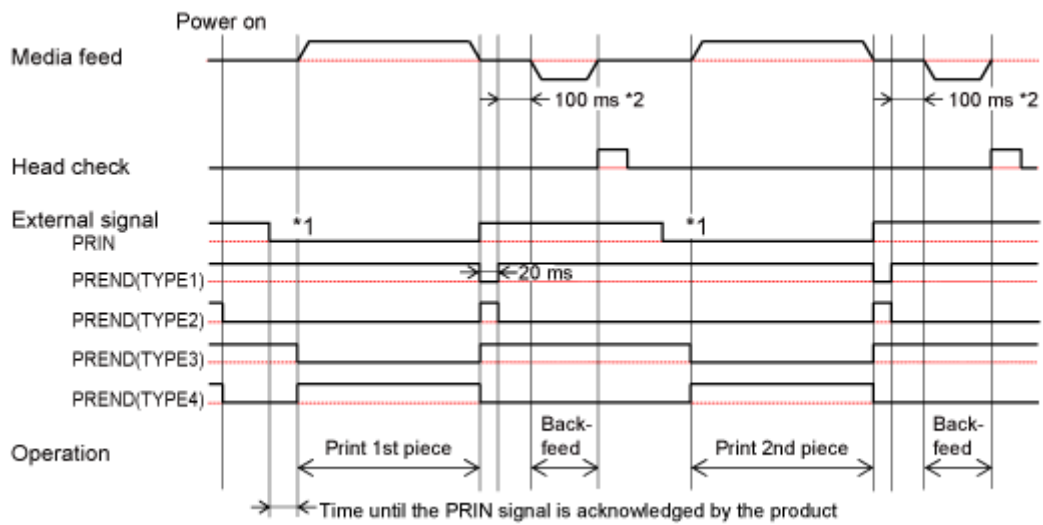 Power on
Media feed
100 ms *2
100 ms *2
Head check
External signal
*1
*1
PRIN
PREND(TYPE1)
20 ms
PREND(TYPE2)
PREND(TYPE3)
PREND(TYPE4)
Operation
Print 1st piece
Back-
feed
Print 2nd piece
Back-
feed
Time until the PRIN signal is acknowledged by the product